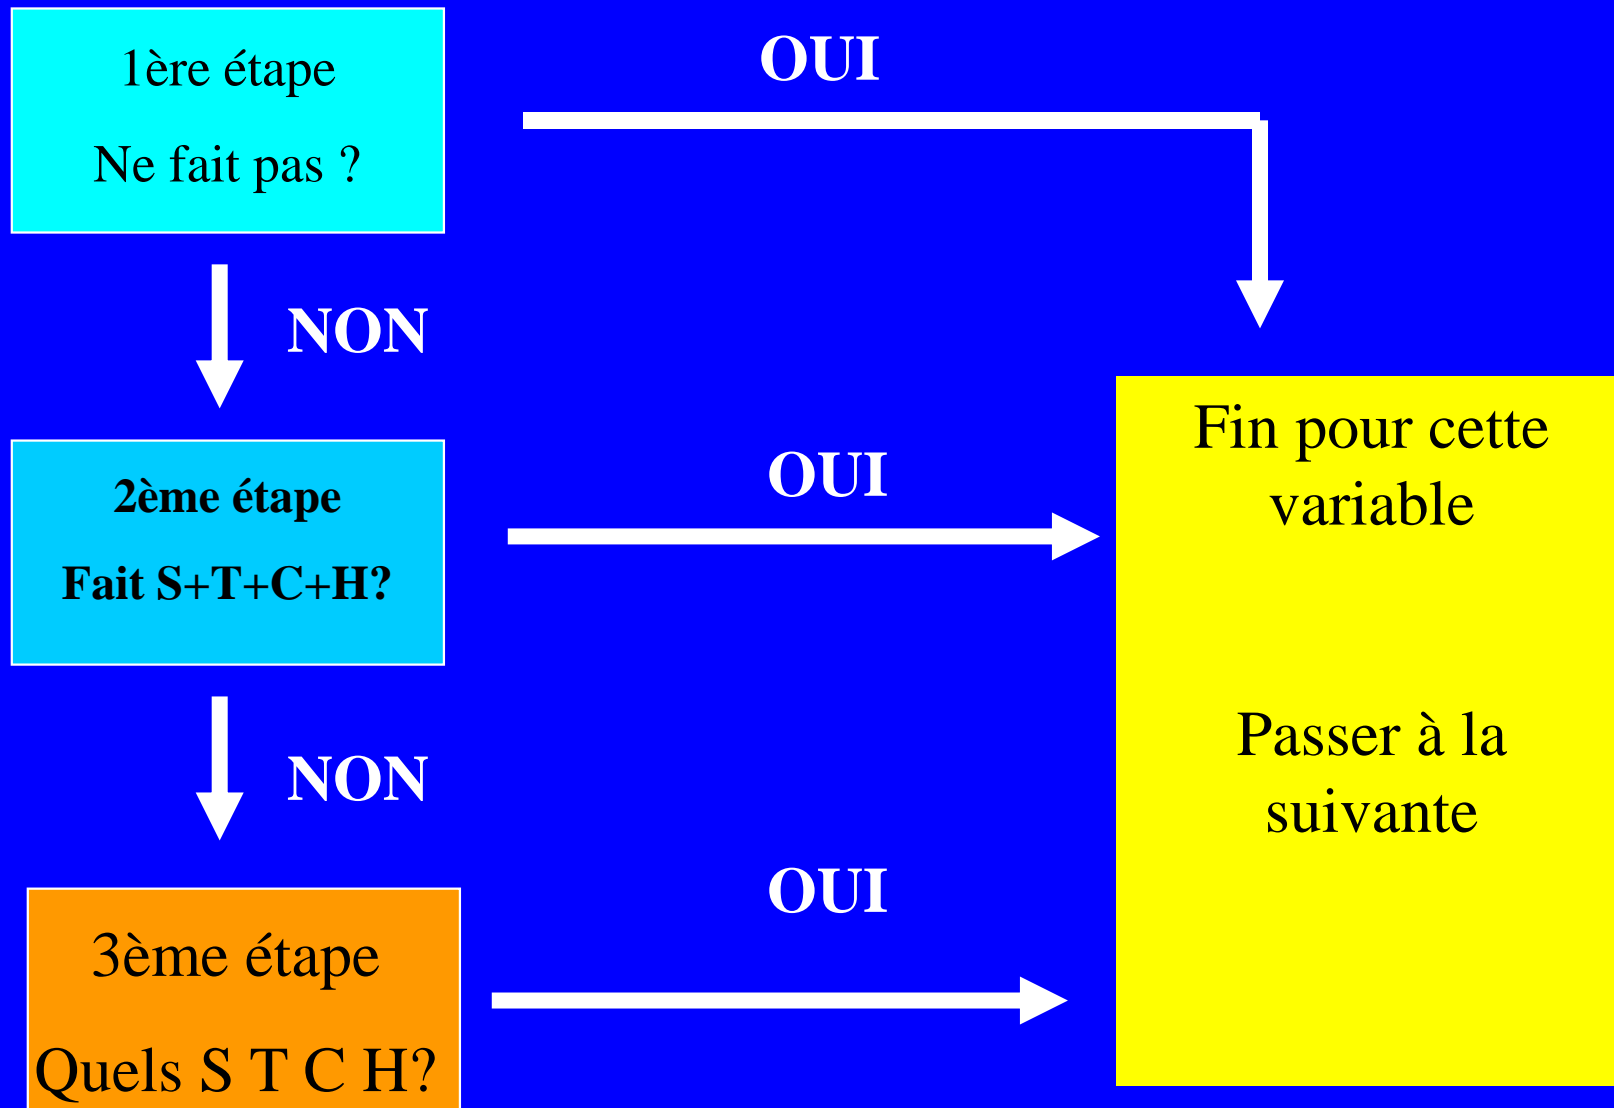 1ère étape
Ne fait pas ?
OUI
NON
2ème étape
Fait S+T+C+H?
OUI
Fin pour cette
variable
Passer à la
suivante
NON
3ème étape
Quels S T C H?
OUI